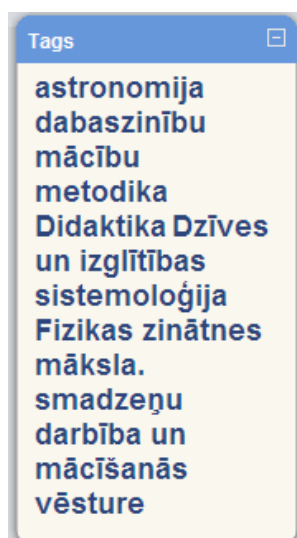 Tags
astronomija
dabaszinību
mācību
metodika
Didaktika Dzīves
un izglītības
sistemoloģija
Fizikas zinātnes
māksla.
smadzeņu
darbība un
mācīšanās
vēsture